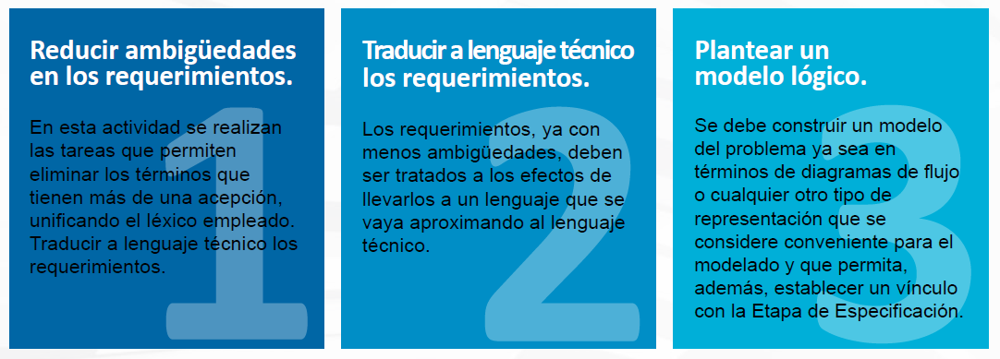 Reducir ambigüedades
en los requerimientos.
En esta actividad se realizan
las tareas que permiten
eliminar los términos que
tienen más de una acepción,
unificando el léxico empleado.
Traducir a lenguaje técnico los
requerimientos.
1
Traducir a lenguaje técnico
los requerimientos.
Los requerimientos, ya con
menos ambigüedades, deben
ser tratados a los efectos de
llevarlos a un lenguaje que se
vaya aproximando al lenguaje
técnico.
2
Plantear un
modelo lógico.
Se debe construir un modelo
del problema ya sea en
términos de diagramas de flujo
o cualquier otro tipo de
representación que se
considere conveniente para el
modelado y que permita,
además, establecer un vínculo
con la Etapa de Especificación.
3